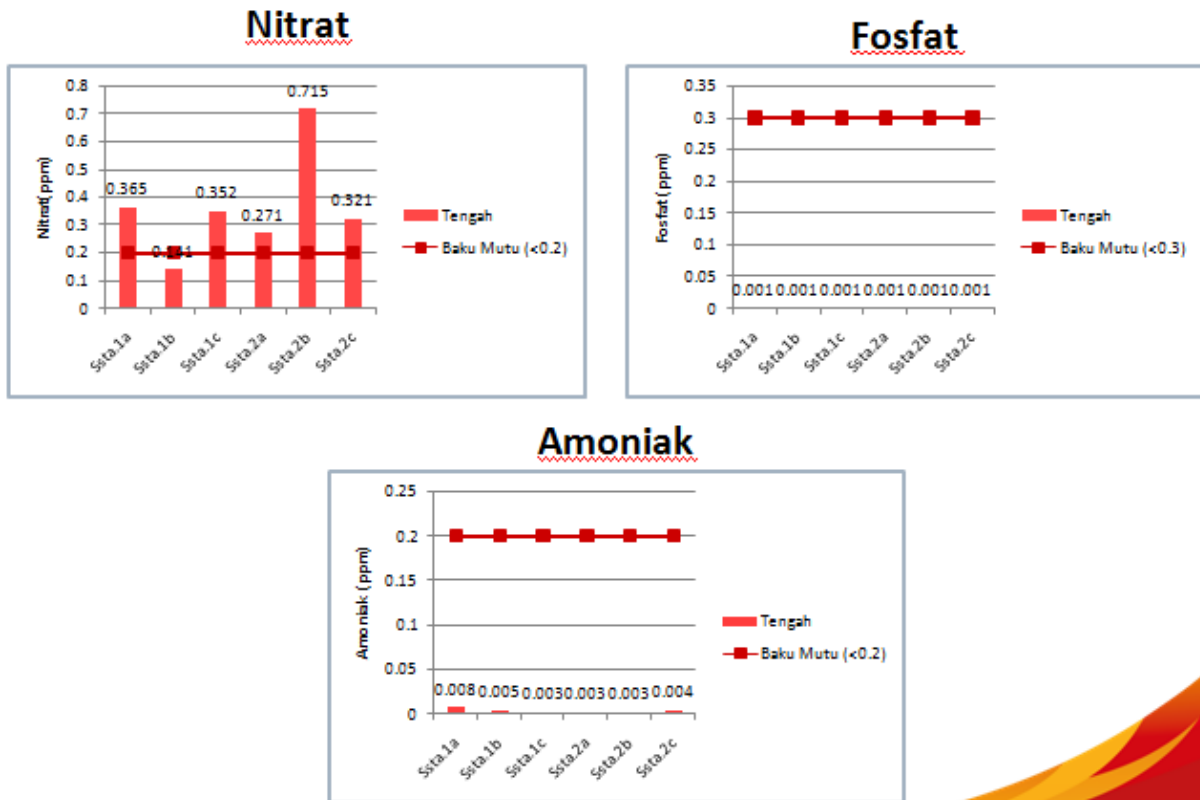 Nitrat
0.8
0.7
0.6
0.5
0.4
0.3
0.2
0.1
0
Nitrat(ppm)
0.365
0.141
0.352
0.271
0.715
0.321
Ssta.1a
Ssta.1b
Ssta.1c
Ssta.2a
Ssta.2b
Ssta.2c
Tengah
Baku Mutu (<0.2)
Fosfat
0.35
0.3
0.25
0.2
0.15
0.1
0.05
0
Fosfat (ppm)
0.001 0.001 0.001 0.001 0.001 0.001
Ssta.1a
Ssta.1b
Ssta.1c
Ssta.2a
Ssta.2b
Ssta.2c
Tengah
Baku Mutu (<0.3)
Amoniak
0.25
0.2
0.15
0.1
0.05
0
Amoniak (ppm)
0.008 0.005 0.003 0.003 0.003 0.004
Ssta.1a
Ssta.1b
Ssta.1c
Ssta.2a
Ssta.2b
Ssta.2c
Tengah
Baku Mutu (<0.2)